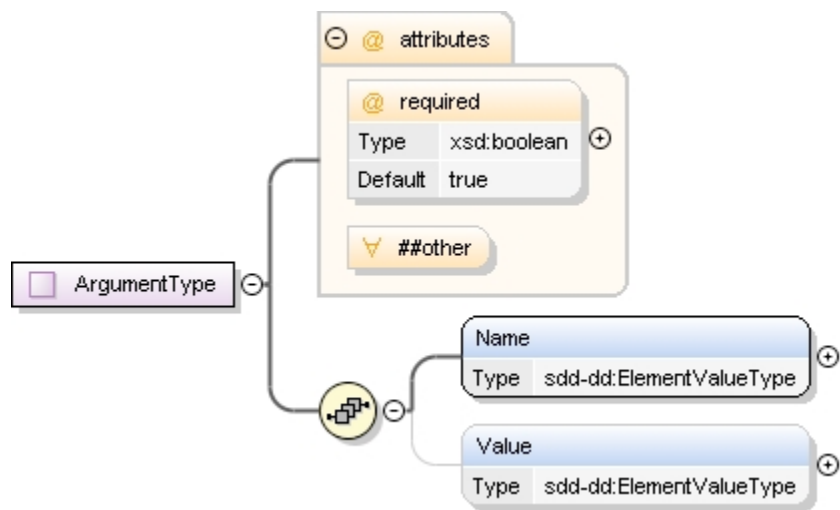 @ attributes
@ required
Type xsd:boolean
Default true
∀ ##other
ArgumentType
Name
Type sdd-dd:ElementValueType
Value
Type sdd-dd:ElementValueType